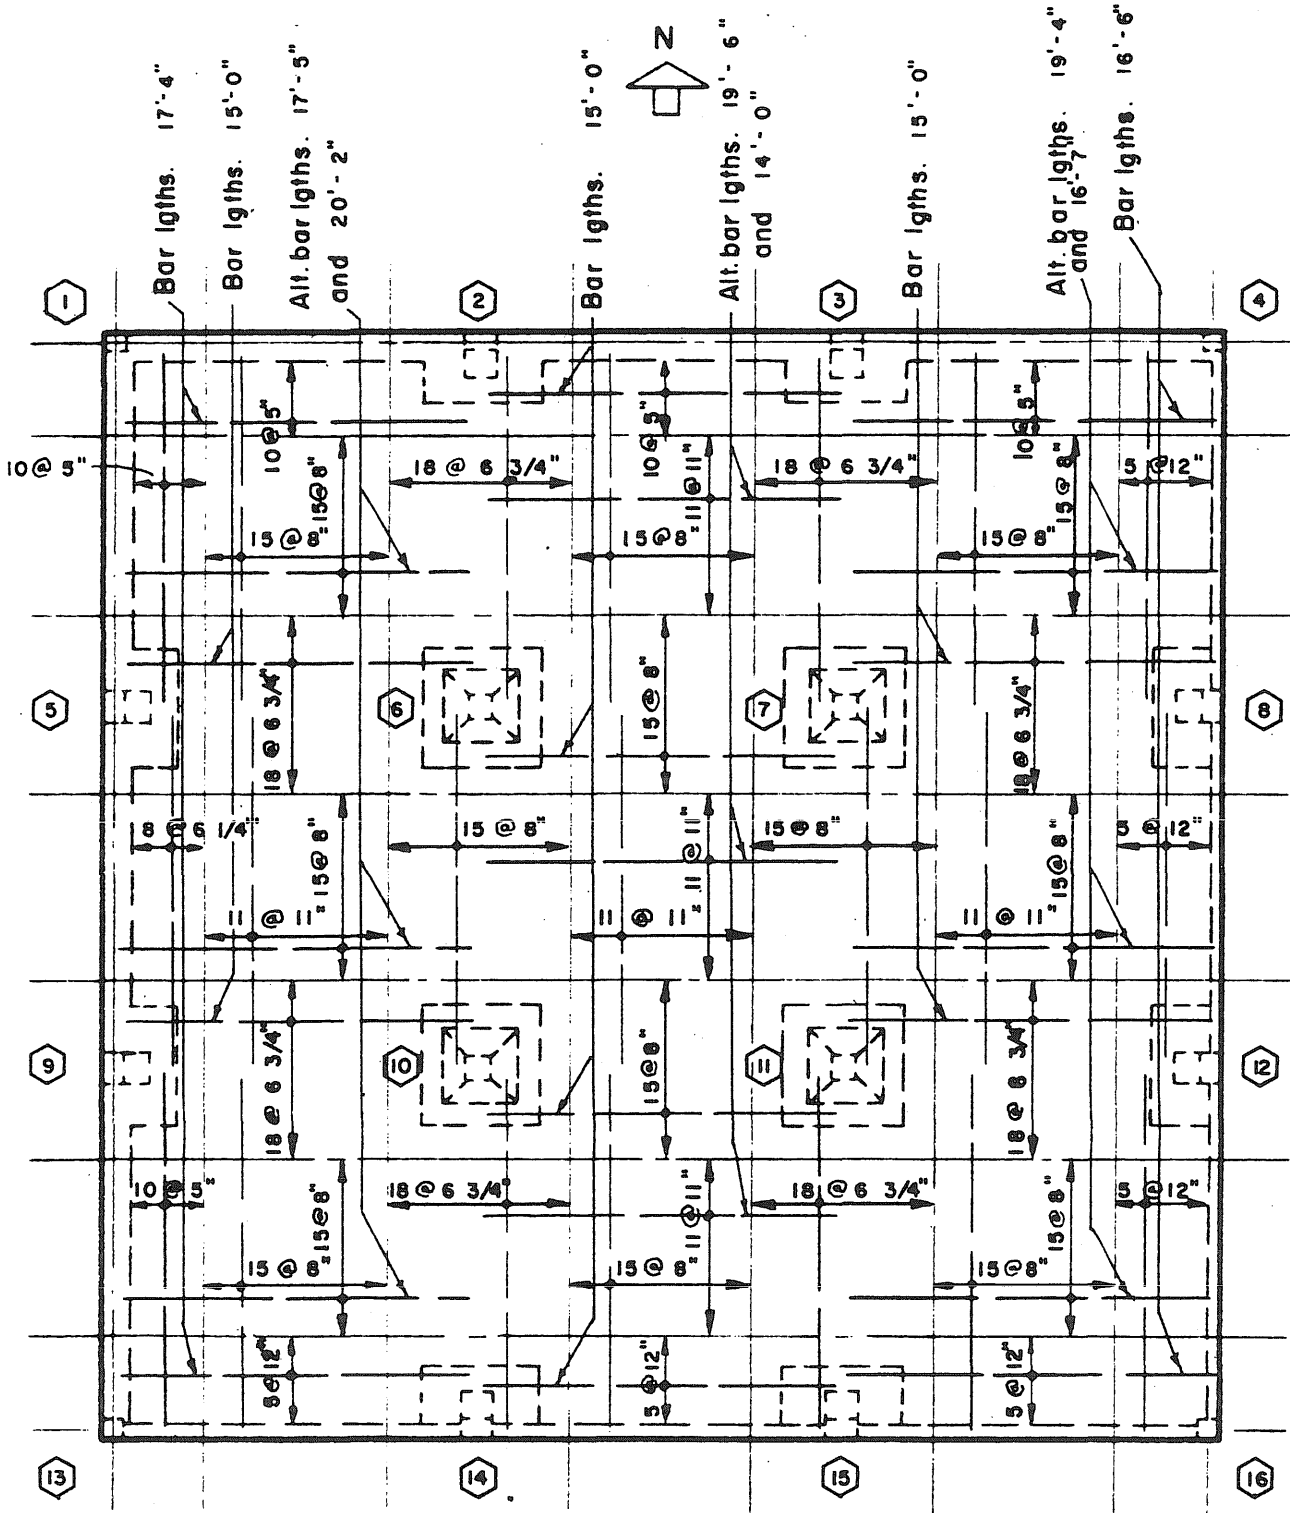 Bar lgths. 17'-4"
Bar lgths. 15'-0"
Alt. bar lgths. 17'-5"
and 20'-2"
Bar lgths. 15'-0"
N
Alt. bar lgths. 19'-6"
and 14'-0"
Bar lgths. 15'-0"
Alt. bar lgths. 19'-4"
and 16'-7"
Bar lgths. 16'-6"
1
2
3
4
10@5"
10@5"
10@5"
10@5"
15@8"
18 @ 6 3/4"
11@11"
18 @ 6 3/4"
15@8"
5 @12"
15@8"
15@8"
15@8"
5
6
7
8
18 @ 6 3/4"
15@8"
18 @ 6 3/4"
8 @ 6 1/4"
15@8"
15 @ 8"
11 @ 11"
15@8"
15@8"
5 @ 12"
11 @ 11"
11 @ 11"
11 @ 11"
9
10
11
12
18 @ 6 3/4"
15@8"
18 @ 6 3/4"
10 @ 5"
15@8"
18 @ 6 3/4"
11@11"
18 @ 6 3/4"
15@8"
5 @12"
15 @ 8"
15 @ 8"
15@8"
5@12"
5@12"
5@12"
13
14
15
16